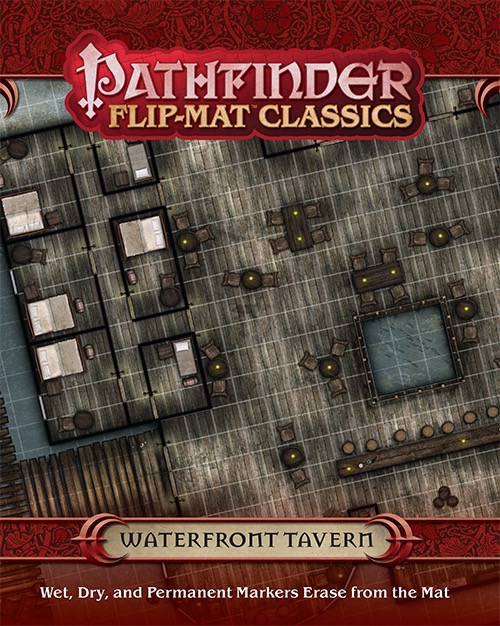 PATHFINDER
FLIP-MAT™ CLASSICS
WATERFRONT TAVERN
Wet, Dry, and Permanent Markers Erase from the Mat